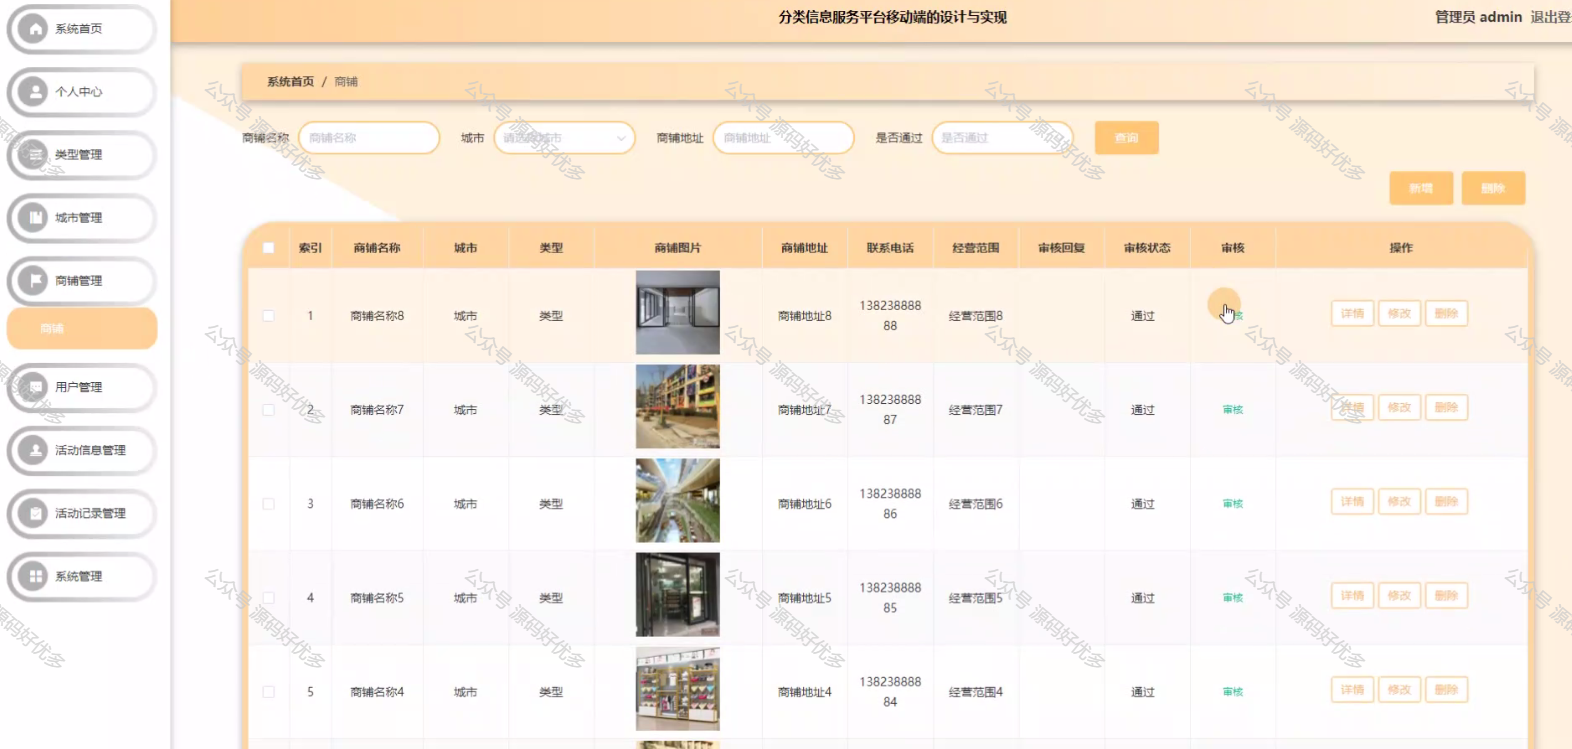 分类信息服务平台移动端的设计与实现
管理员 admin 退出登
系统首页
个人中心
类型管理
城市管理
商铺管理
商铺
用户管理
活动信息管理
活动记录管理
系统管理
系统首页 / 商铺
商铺名称 商铺名称 城市 请选择城市 商铺地址 商铺地址 是否通过 是否通过 查询
新增 删除
索引 商铺名称 城市 类型 商铺图片 商铺地址 联系电话 经营范围 审核回复 审核状态 审核 操作
1 商铺名称8 城市 类型 商铺地址8 13823888888 经营范围8 通过 核 详情 修改 删除
2 商铺名称7 城市 类型 商铺地址7 13823888887 经营范围7 通过 审核 详情 修改 删除
3 商铺名称6 城市 类型 商铺地址6 13823888886 经营范围6 通过 审核 详情 修改 删除
4 商铺名称5 城市 类型 商铺地址5 13823888885 经营范围5 通过 审核 详情 修改 删除
5 商铺名称4 城市 类型 商铺地址4 13823888884 经营范围4 通过 审核 详情 修改 删除
公众号 源码好优多